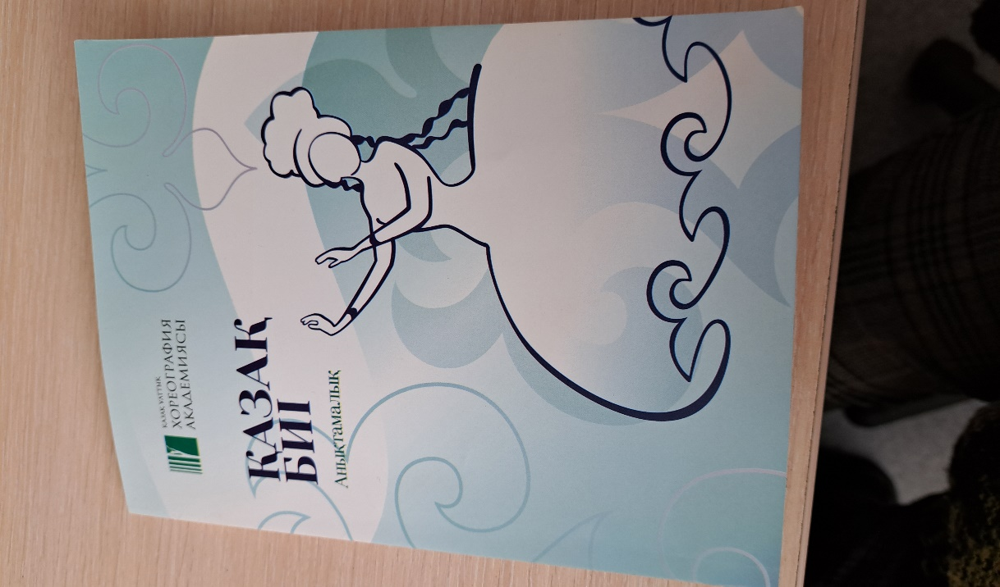 ҚАЗАҚ ҰЛТТЫҚ
ХОРЕОГРАФИЯ
АКАДЕМИЯСЫ
ҚАЗАҚ
БИІ
Анықтамалық